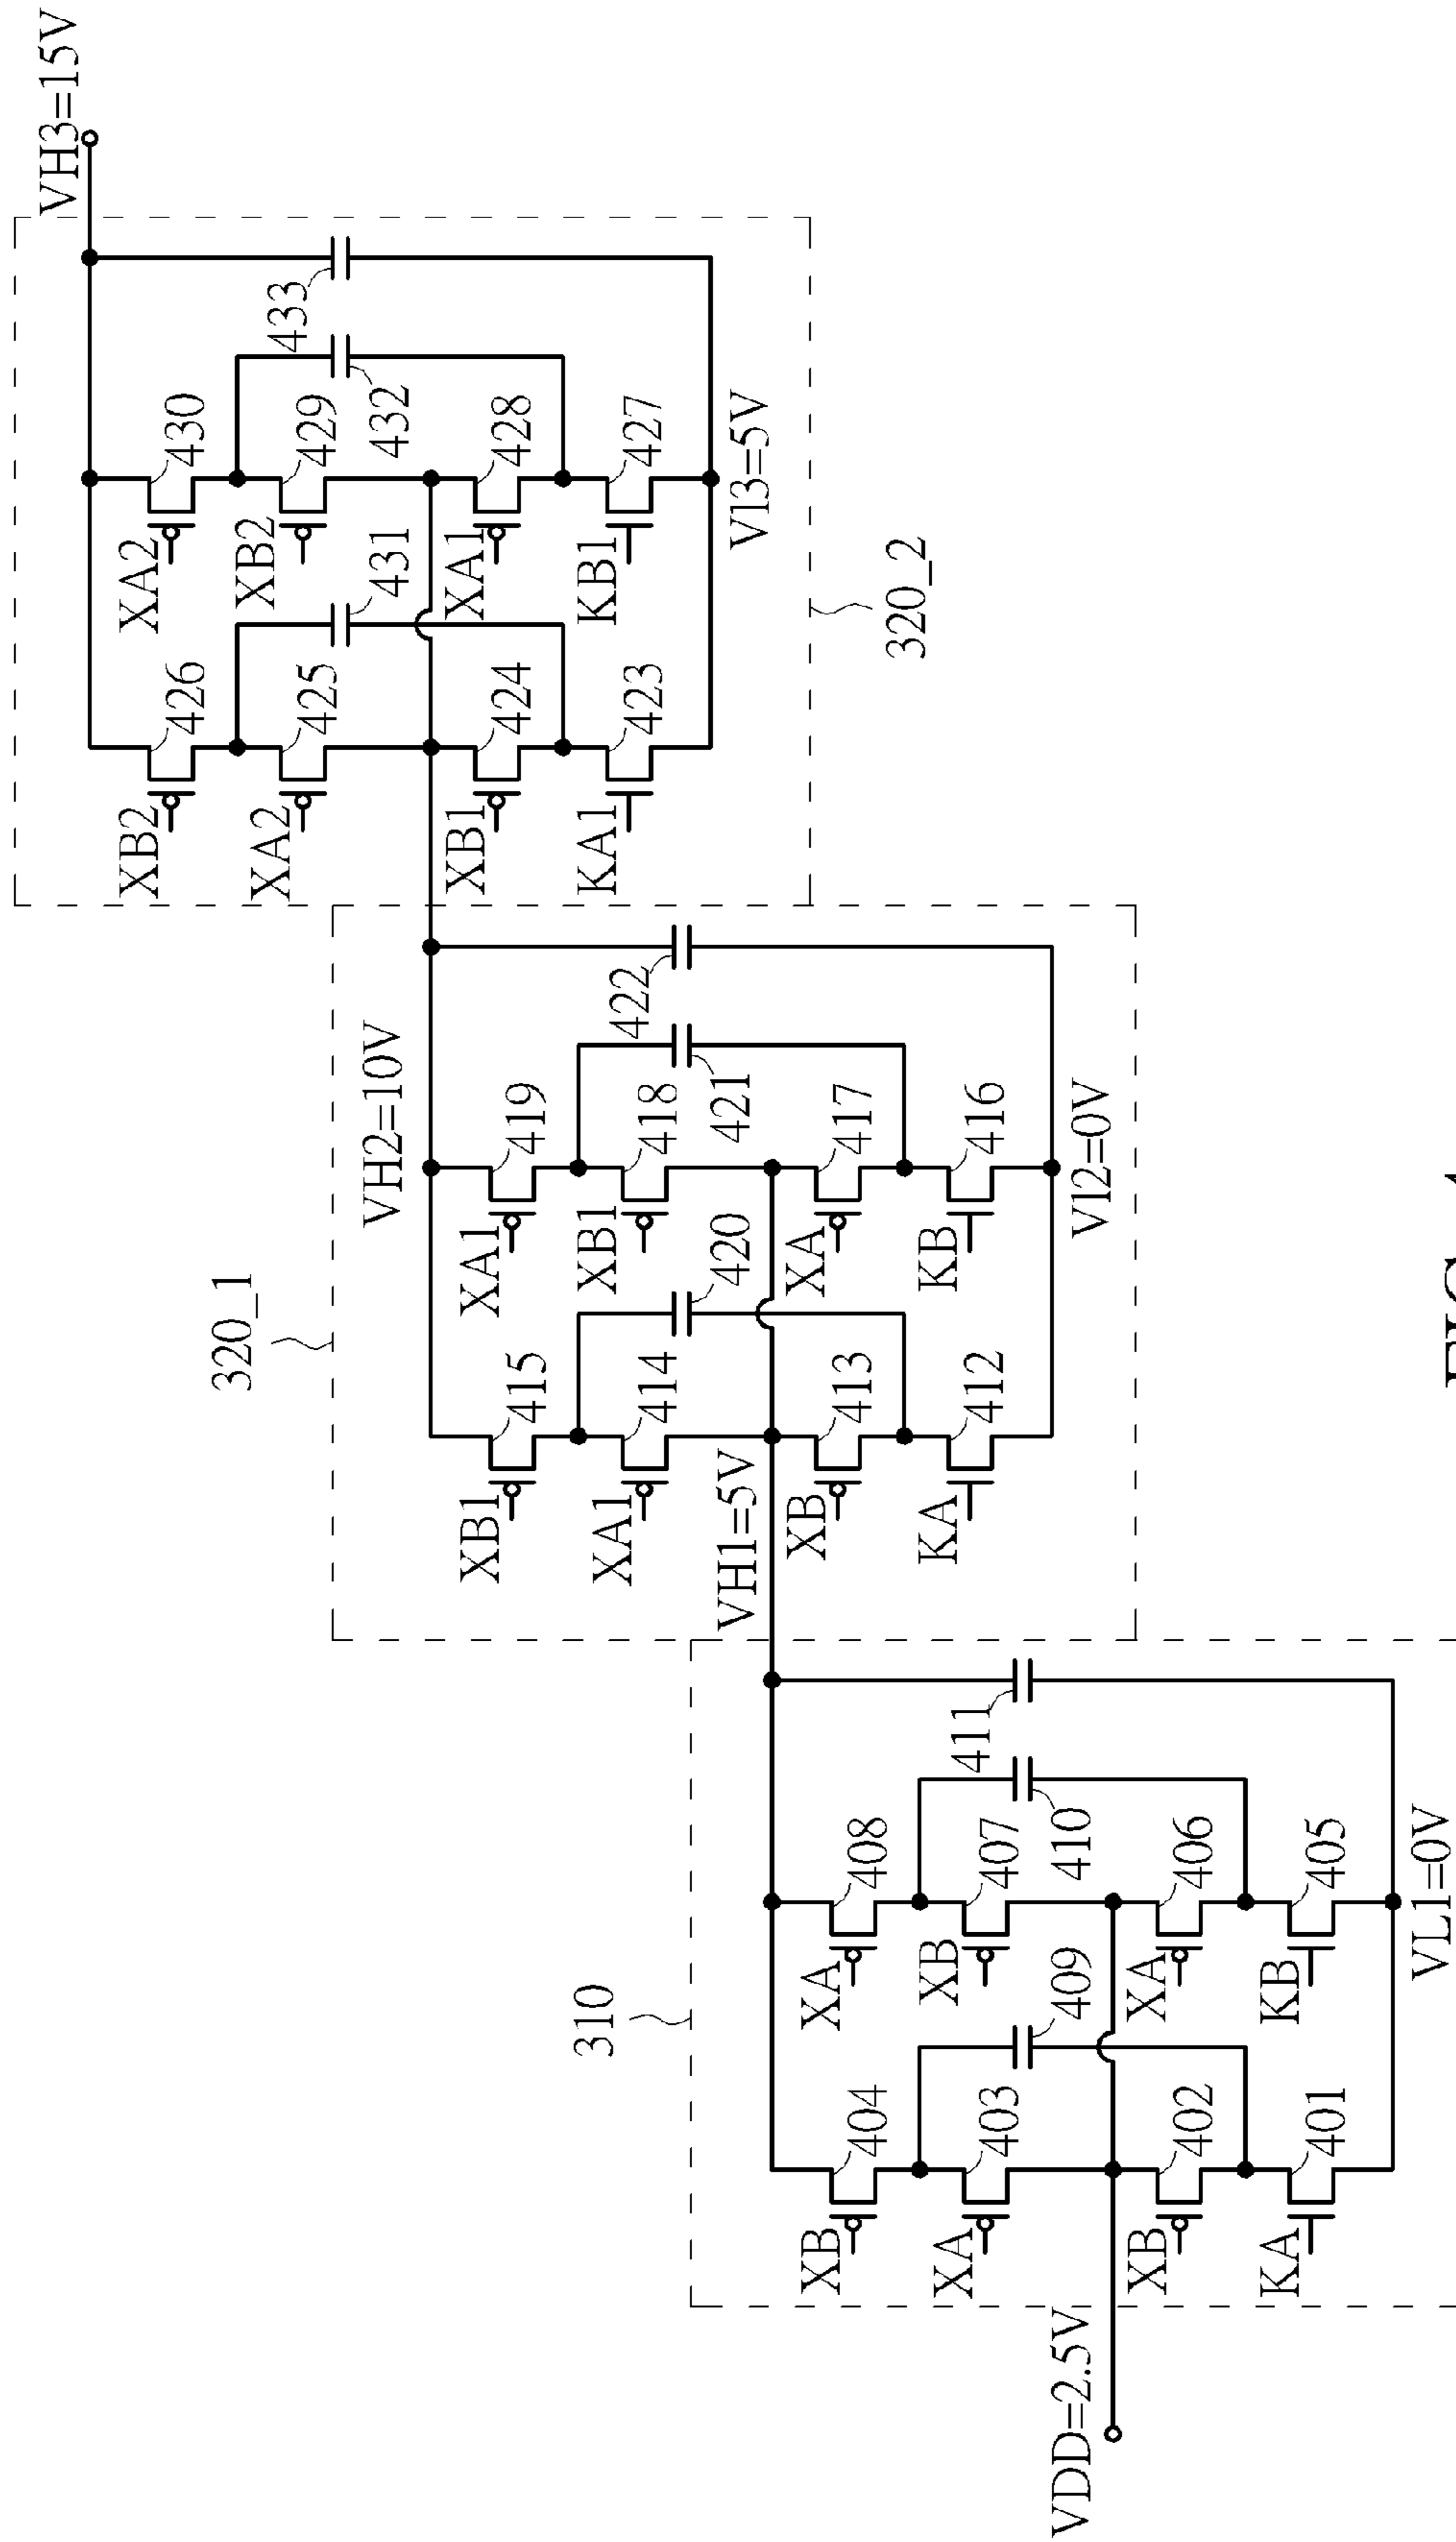 VH3=15V
XB2
426
XA2
430
XA2
425
XB2
429
431
432
433
XB1
424
XA1
428
KA1
423
KB1
427
VI3=5V
320_2
320_1
VH2=10V
XB1
415
XA1
419
XA1
414
XB1
418
420
421
422
VH1=5V
XB
413
XA
417
KA
412
KB
416
VI2=0V
310
XB
404
XA
408
XA
403
XB
407
409
410
411
VDD=2.5V
XB
402
XA
406
KA
401
KB
405
VL1=0V